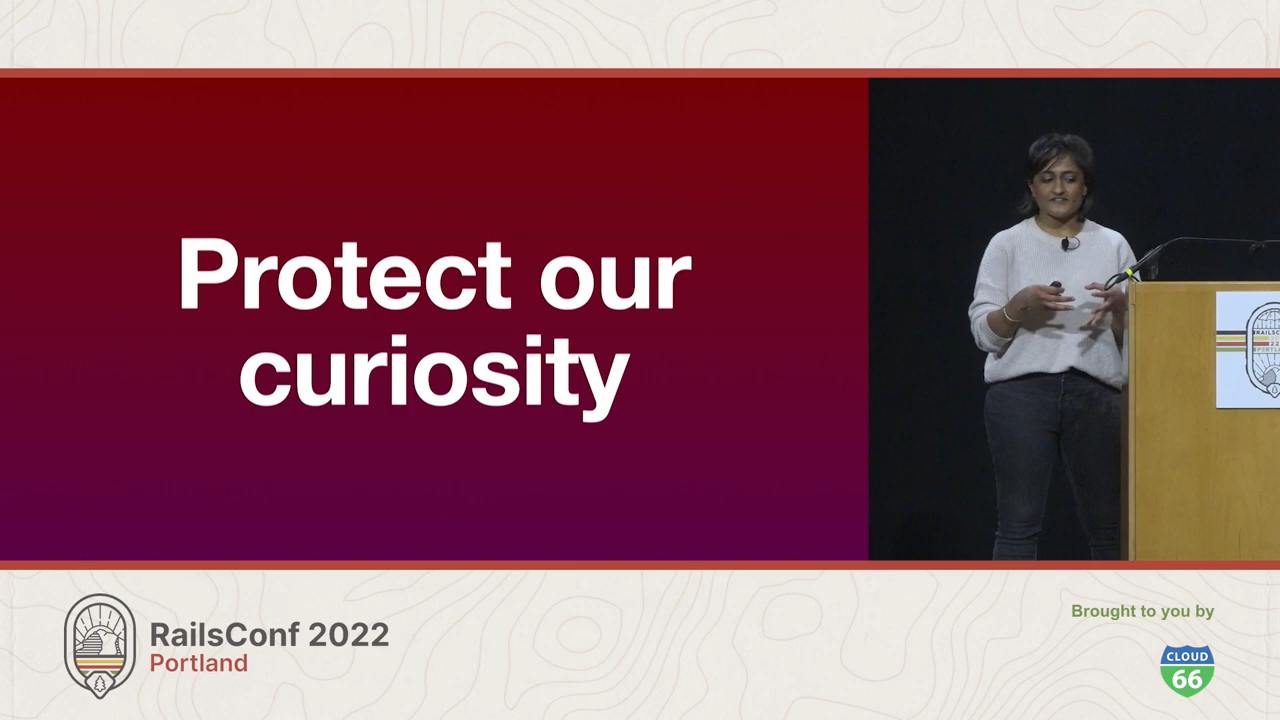 Protect our
curiosity
RailsConf 2022
Portland
Brought to you by
CLOUD
66